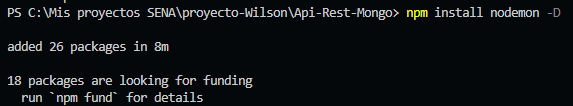 PS C:\Mis proyectos SENA\proyecto-Wilson\Api-Rest-Mongo> npm install nodemon -D
added 26 packages in 8m
18 packages are looking for funding
  run `npm fund` for details